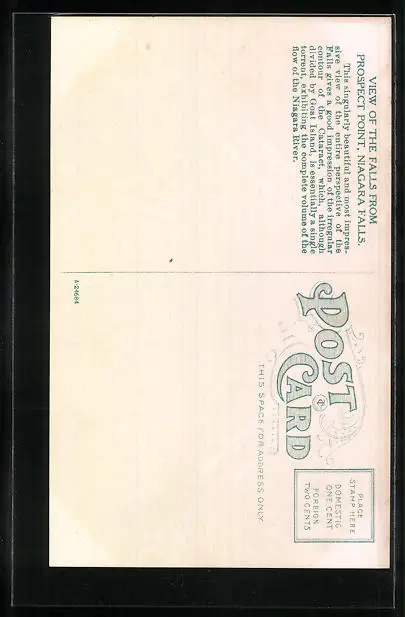 VIEW OF THE FALLS FROM
PROSPECT POINT, NIAGARA FALLS.
This singularly beautiful and most impres-
sive view of the entire perspective of the
Falls gives a good impression of the irregular
contour of the Cataract, which, although
divided by Goat Island, is essentially a single
torrent, exhibiting the complete volume of the
flow of the Niagara River.
POST
CARD
THIS SPACE FOR ADDRESS ONLY
PLACE
STAMP HERE
DOMESTIC
ONE CENT
FOREIGN
TWO CENTS
A-24684